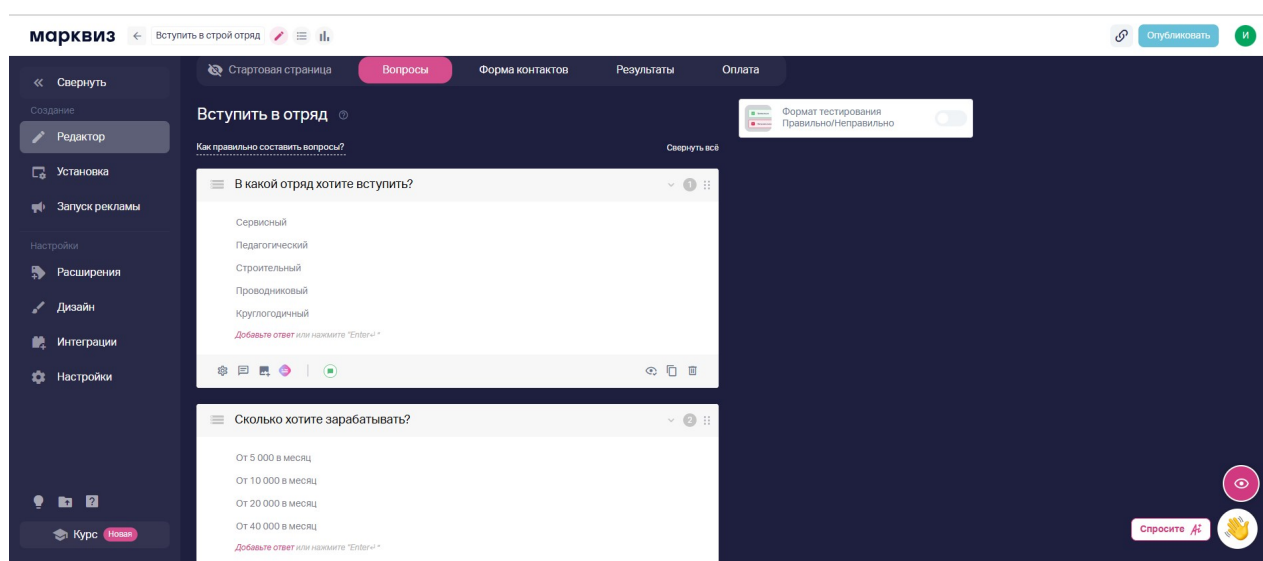 марквиз
Вступить в строй отряд
Опубликовать
И
Свернуть
Создание
Редактор
Установка
Запуск рекламы
Настройки
Расширения
Дизайн
Интеграции
Настройки
Курс Новая
Стартовая страница Вопросы Форма контактов Результаты Оплата
Вступить в отряд
Как правильно составить вопросы? Свернуть всё
В какой отряд хотите вступить? 1
Сервисный
Педагогический
Строительный
Проводниковый
Круглогодичный
Добавьте ответ или нажмите "Enter↵"
Сколько хотите зарабатывать? 2
От 5 000 в месяц
От 10 000 в месяц
От 20 000 в месяц
От 40 000 в месяц
Добавьте ответ или нажмите "Enter↵"
Формат тестирования
Правильно/Неправильно
Спросите Ai